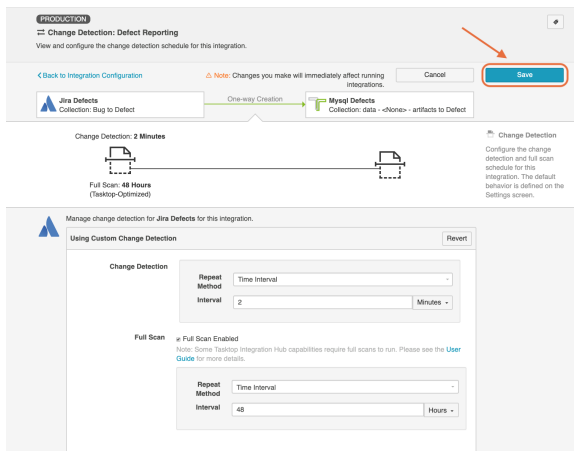 PRODUCTION
Change Detection: Defect Reporting
View and configure the change detection schedule for this integration.
Back to Integration Configuration
Note: Changes you make will immediately affect running
integrations.
Cancel
Save
Jira Defects
Collection: Bug to Defect
One-way Creation
Mysql Defects
Collection: data - <None> - artifacts to Defect
Change Detection: 2 Minutes
Full Scan: 48 Hours
(Tasktop-Optimized)
Change Detection
Configure the change
detection and full scan
schedule for this
integration. The default
behavior is defined on the
Settings screen.
Manage change detection for Jira Defects for this integration.
Using Custom Change Detection
Revert
Change Detection
Repeat
Method
Time Interval
Interval
2
Minutes
Full Scan
Full Scan Enabled
Note: Some Tasktop Integration Hub capabilities require full scans to run. Please see the User
Guide for more details.
Repeat
Method
Time Interval
Interval
48
Hours